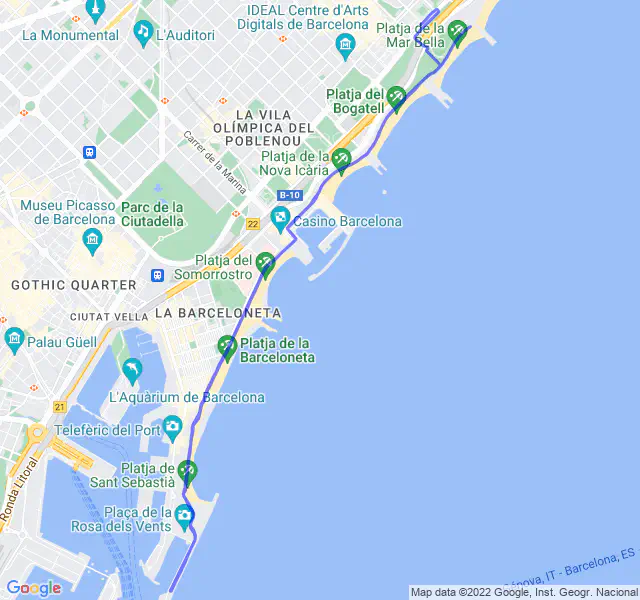 IDEAL Centre d'Arts
Digitals de Barcelona
Platja de la
Mar Bella
La Monumental
L'Auditori
Platja del
Bogatell
LA VILA
OLÍMPICA DEL
POBLENOU
Carrer de la Marina
Platja de la
Nova Icària
B-10
Museu Picasso
de Barcelona
Parc de la
Ciutadella
22
Casino Barcelona
Platja del
Somorrostro
GOTHIC QUARTER
CIUTAT VELLA
LA BARCELONETA
Palau Güell
Platja de la
Barceloneta
L'Aquàrium de Barcelona
21
Telefèric del Port
Ronda Litoral
Platja de
Sant Sebastià
Plaça de la
Rosa dels Vents
Gènova, IT - Barcelona, ES
Google
Map data ©2022 Google, Inst. Geogr. Nacional